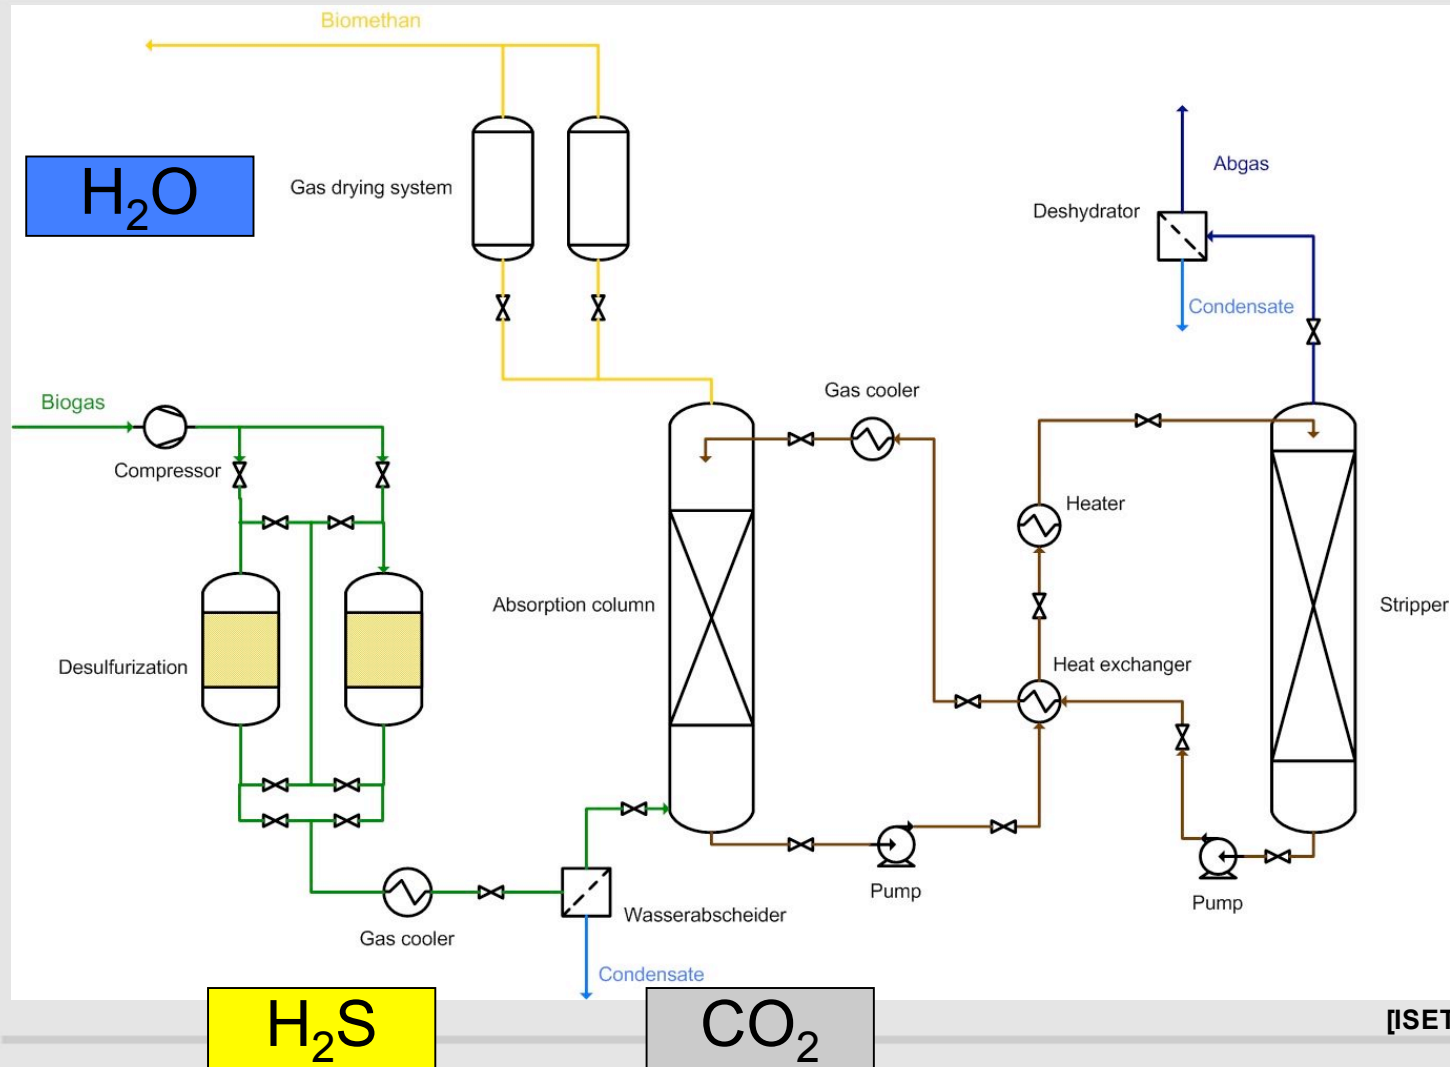 Biomethan
H₂O
Gas drying system
Abgas
Deshydrator
Condensate
Biogas
Compressor
Gas cooler
Heater
Absorption column
Stripper
Desulfurization
Heat exchanger
Pump
Pump
Wasserabscheider
Gas cooler
Condensate
H₂S
CO₂
[ISET